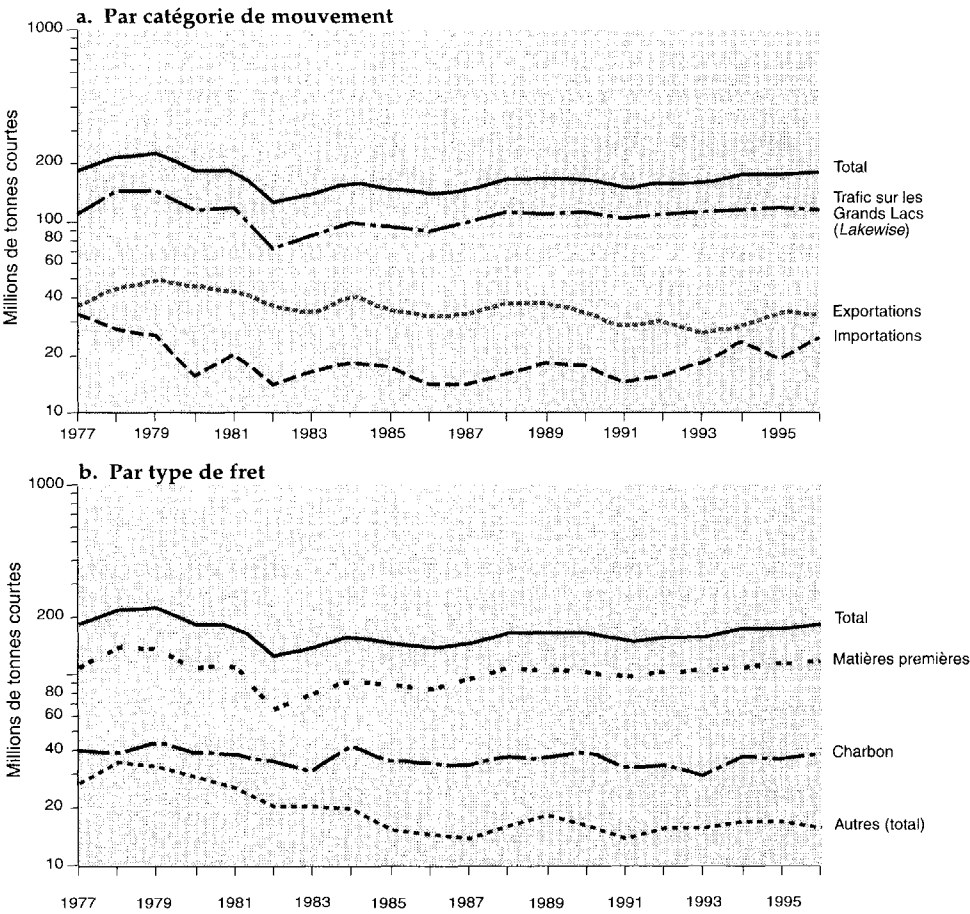 a. Par catégorie de mouvement
Millions de tonnes courtes
1000
200
100
80
60
40
20
10
Total
Trafic sur les
Grands Lacs
(Lakewise)
Exportations
Importations
1977 1979 1981 1983 1985 1987 1989 1991 1993 1995
b. Par type de fret
Millions de tonnes courtes
1000
200
80
60
40
20
10
Total
Matières premières
Charbon
Autres (total)
1977 1979 1981 1983 1985 1987 1989 1991 1993 1995